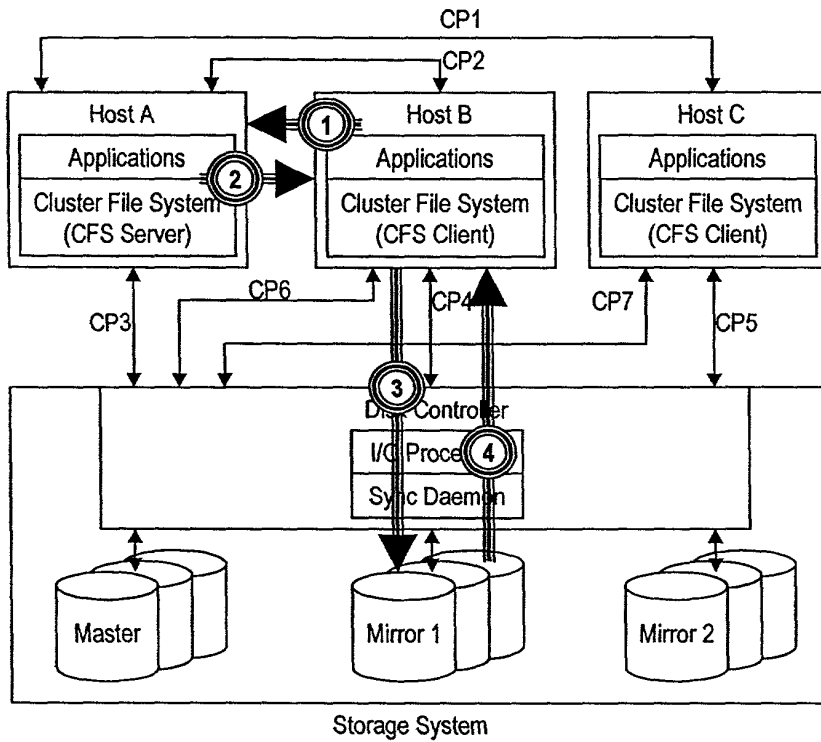 CP1
CP2
Host A
1
Host B
Host C
Applications
2
Applications
Applications
Cluster File System
(CFS Server)
Cluster File System
(CFS Client)
Cluster File System
(CFS Client)
CP3
CP6
CP4
CP7
CP5
3
Controller
I/O
4
Sync Daemon
Master
Mirror 1
Mirror 2
Storage System